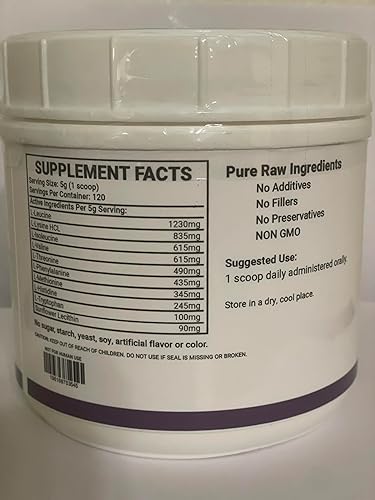 SUPPLEMENT FACTS
Serving Size: 5g (1 scoop)
Servings Per Container: 120
Active Ingredients Per 5g Serving:
L-Leucine 1230mg
L-Lysine HCL 835mg
L-Isoleucine 615mg
L-Valine 615mg
L-Threonine 490mg
L-Phenylalanine 435mg
L-Methionine 345mg
L-Histidine 245mg
L-Tryptophan 100mg
Sunflower Lecithin 90mg
No sugar, starch, yeast, soy, artificial flavor or color.
CAUTION: KEEP OUT OF REACH OF CHILDREN. DO NOT USE IF SEAL IS MISSING OR BROKEN.
NOT FOR HUMAN USE
Pure Raw Ingredients
No Additives
No Fillers
No Preservatives
NON GMO
Suggested Use:
1 scoop daily administered orally.
Store in a dry, cool place.